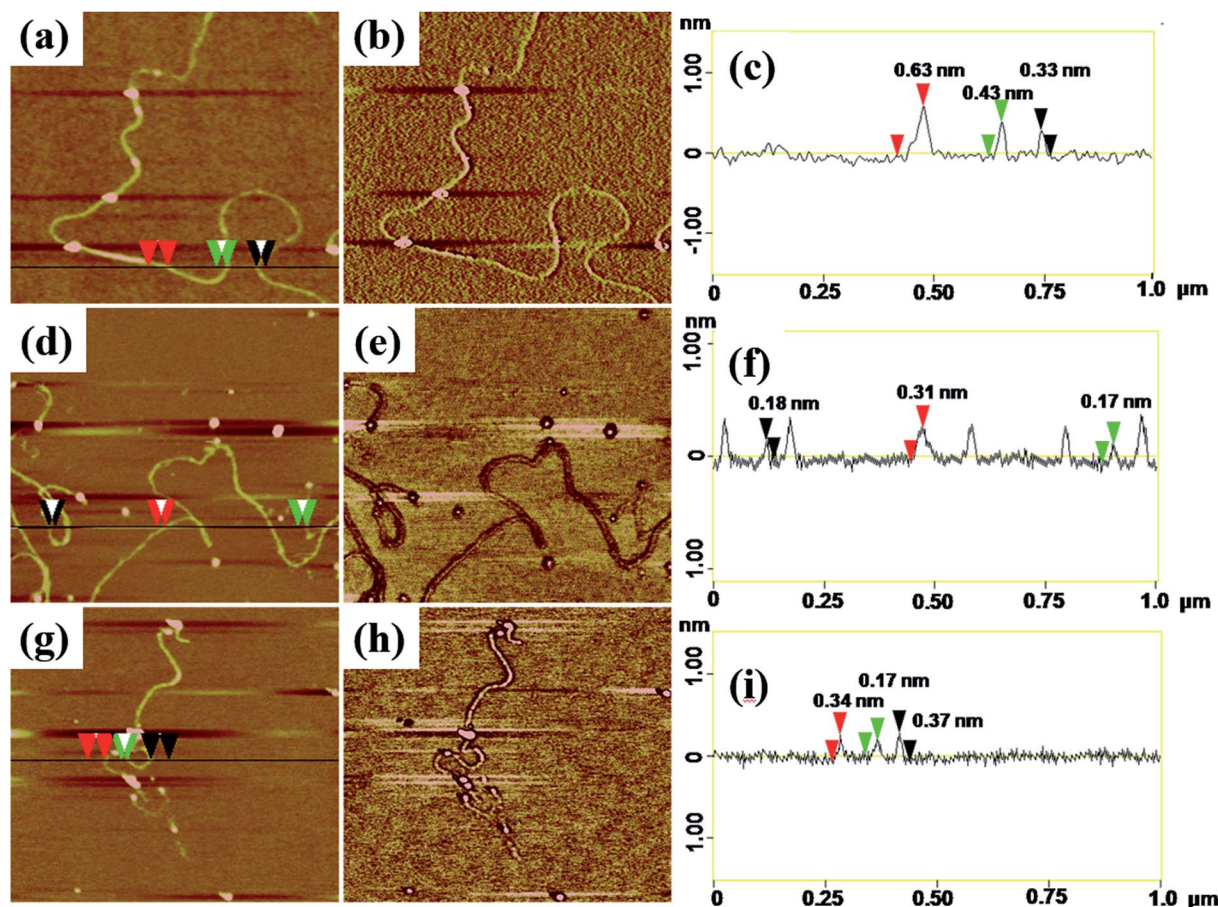 (a)
(b)
nm
(c)
1.00
0
-1.00
0.63 nm
0.33 nm
0.43 nm
0 0.25 0.50 0.75 1.0 µm
(d)
(e)
nm
(f)
1.00
0
1.00
0.18 nm
0.31 nm
0.17 nm
0 0.25 0.50 0.75 1.0 µm
(g)
(h)
nm
(i)
1.00
0
1.00
0.17 nm
0.34 nm
0.37 nm
0 0.25 0.50 0.75 1.0 µm